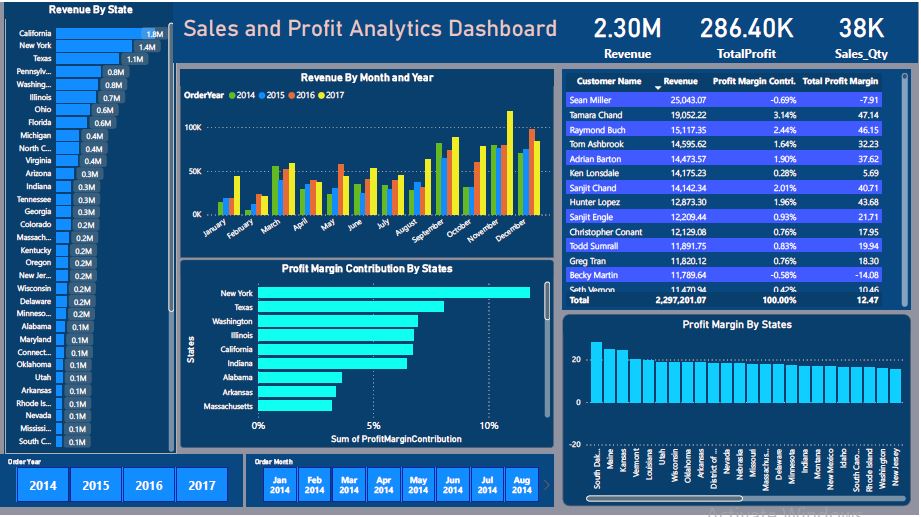 Revenue By State
California 1.8M
New York 1.4M
Texas 1.1M
Pennsylv... 0.8M
Washing... 0.8M
Illinois 0.7M
Ohio 0.6M
Florida 0.6M
Michigan 0.4M
North C... 0.4M
Virginia 0.4M
Arizona 0.3M
Indiana 0.3M
Tennessee 0.3M
Georgia 0.3M
Colorado 0.2M
Massach... 0.2M
Kentucky 0.2M
Oregon 0.2M
New Jer... 0.2M
Wisconsin 0.2M
Delaware 0.2M
Minneso... 0.2M
Alabama 0.1M
Maryland 0.1M
Connect... 0.1M
Oklahoma 0.1M
Utah 0.1M
Arkansas 0.1M
Rhode Is... 0.1M
Nevada 0.1M
Mississi... 0.1M
South C... 0.1M
Sales and Profit Analytics Dashboard
2.30M
Revenue
286.40K
TotalProfit
38K
Sales_Qty
Revenue By Month and Year
OrderYear 2014 2015 2016 2017
100K
50K
0K
January February March April May June July August September October November December
Profit Margin Contribution By States
States
New York
Texas
Washington
Illinois
California
Indiana
Alabama
Arkansas
Massachusetts
0% 5% 10%
Sum of ProfitMarginContribution
Customer Name Revenue Profit Margin Contri. Total Profit Margin
Sean Miller 25,043.07 -0.69% -7.91
Tamara Chand 19,052.22 3.14% 47.14
Raymond Buch 15,117.35 2.44% 46.15
Tom Ashbrook 14,595.62 1.64% 32.23
Adrian Barton 14,473.57 1.90% 37.62
Ken Lonsdale 14,175.23 0.28% 5.69
Sanjit Chand 14,142.34 2.01% 40.71
Hunter Lopez 12,873.30 1.96% 43.68
Sanjit Engle 12,209.44 0.93% 21.71
Christopher Conant 12,129.08 0.76% 17.95
Todd Sumrall 11,891.75 0.83% 19.94
Greg Tran 11,820.12 0.76% 18.30
Becky Martin 11,789.64 -0.58% -14.08
Seth Vernon 11,470.94 0.42% 10.46
Total 2,297,201.07 100.00% 12.47
Profit Margin By States
20
0
-20
South Dak...
Maine
Kansas
Vermont
Louisiana
Utah
Wisconsin
Oklahoma
Arkansas
District of ...
Nevada
Nebraska
Missouri
Massachus...
Delaware
Minnesota
Indiana
Montana
New Mexico
Idaho
South Caro...
Rhode Island
Washington
New Jersey
Order Year
2014 2015 2016 2017
Order Month
Jan 2014
Feb 2014
Mar 2014
Apr 2014
May 2014
Jun 2014
Jul 2014
Aug 2014